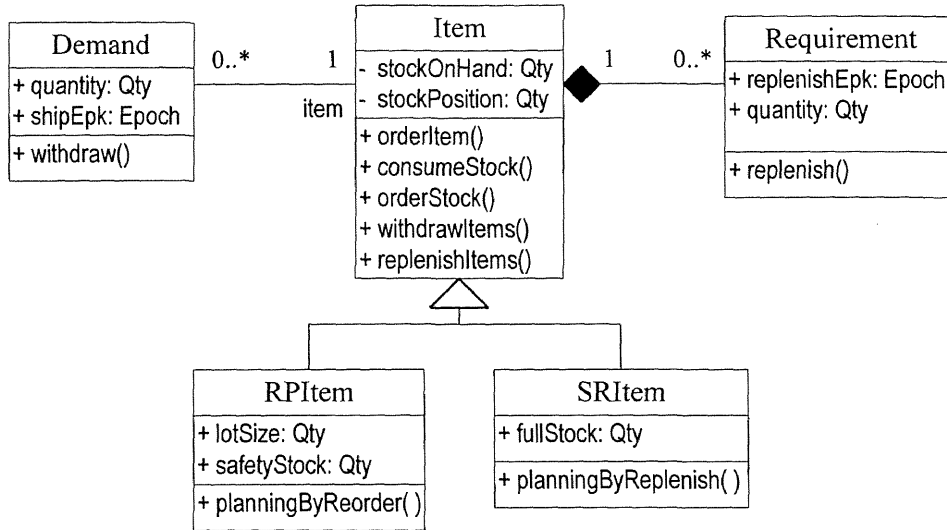 Demand
+ quantity: Qty
+ shipEpk: Epoch
+ withdraw()
0..*
1
item
Item
- stockOnHand: Qty
- stockPosition: Qty
+ orderItem()
+ consumeStock()
+ orderStock()
+ withdrawItems()
+ replenishItems()
1
0..*
Requirement
+ replenishEpk: Epoch
+ quantity: Qty
+ replenish()
RPItem
+ lotSize: Qty
+ safetyStock: Qty
+ planningByReorder( )
SRItem
+ fullStock: Qty
+ planningByReplenish( )